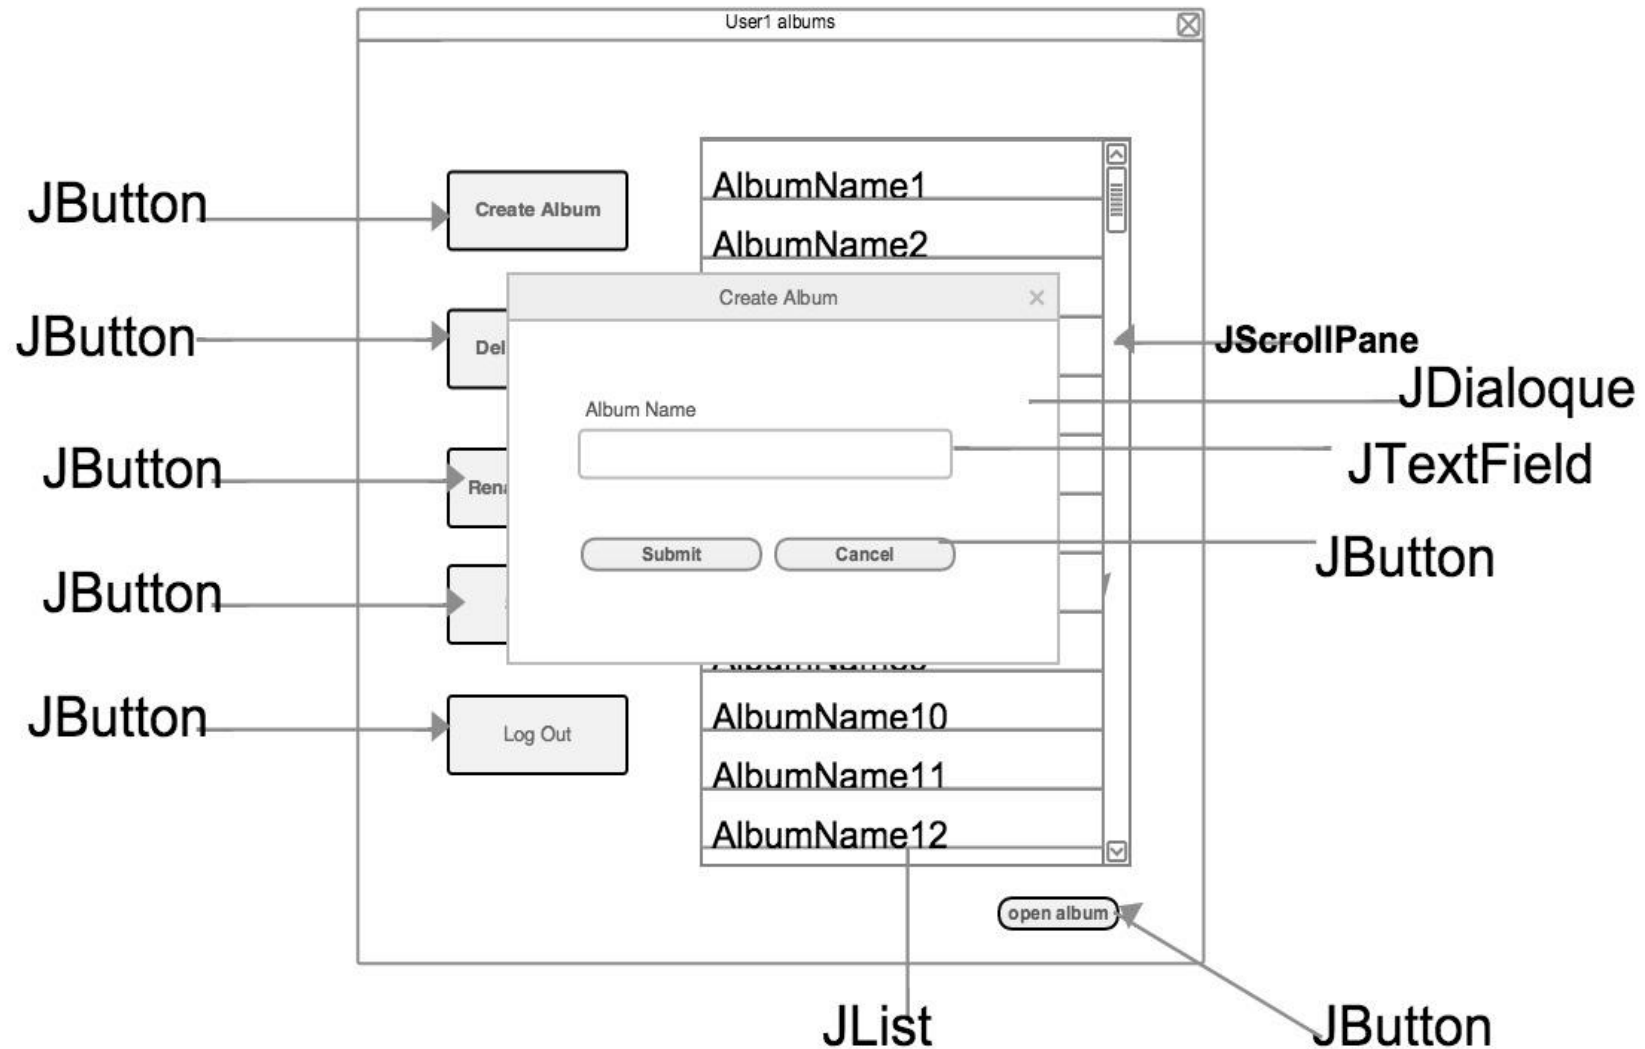 User1 albums
JButton
Create Album
AlbumName1
AlbumName2
Create Album
JButton
Del
JScrollPane
JDialoque
Album Name
JTextField
JButton
Rena
Submit
Cancel
JButton
JButton
JButton
Log Out
AlbumName10
AlbumName11
AlbumName12
open album
JList
JButton